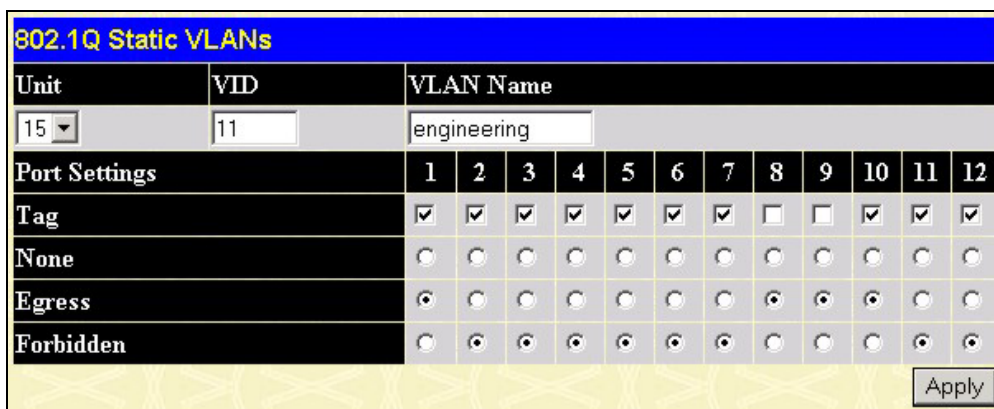 802.1Q Static VLANs
Unit VID VLAN Name
15 11 engineering
Port Settings 1 2 3 4 5 6 7 8 9 10 11 12
Tag
None
Egress
Forbidden
Apply